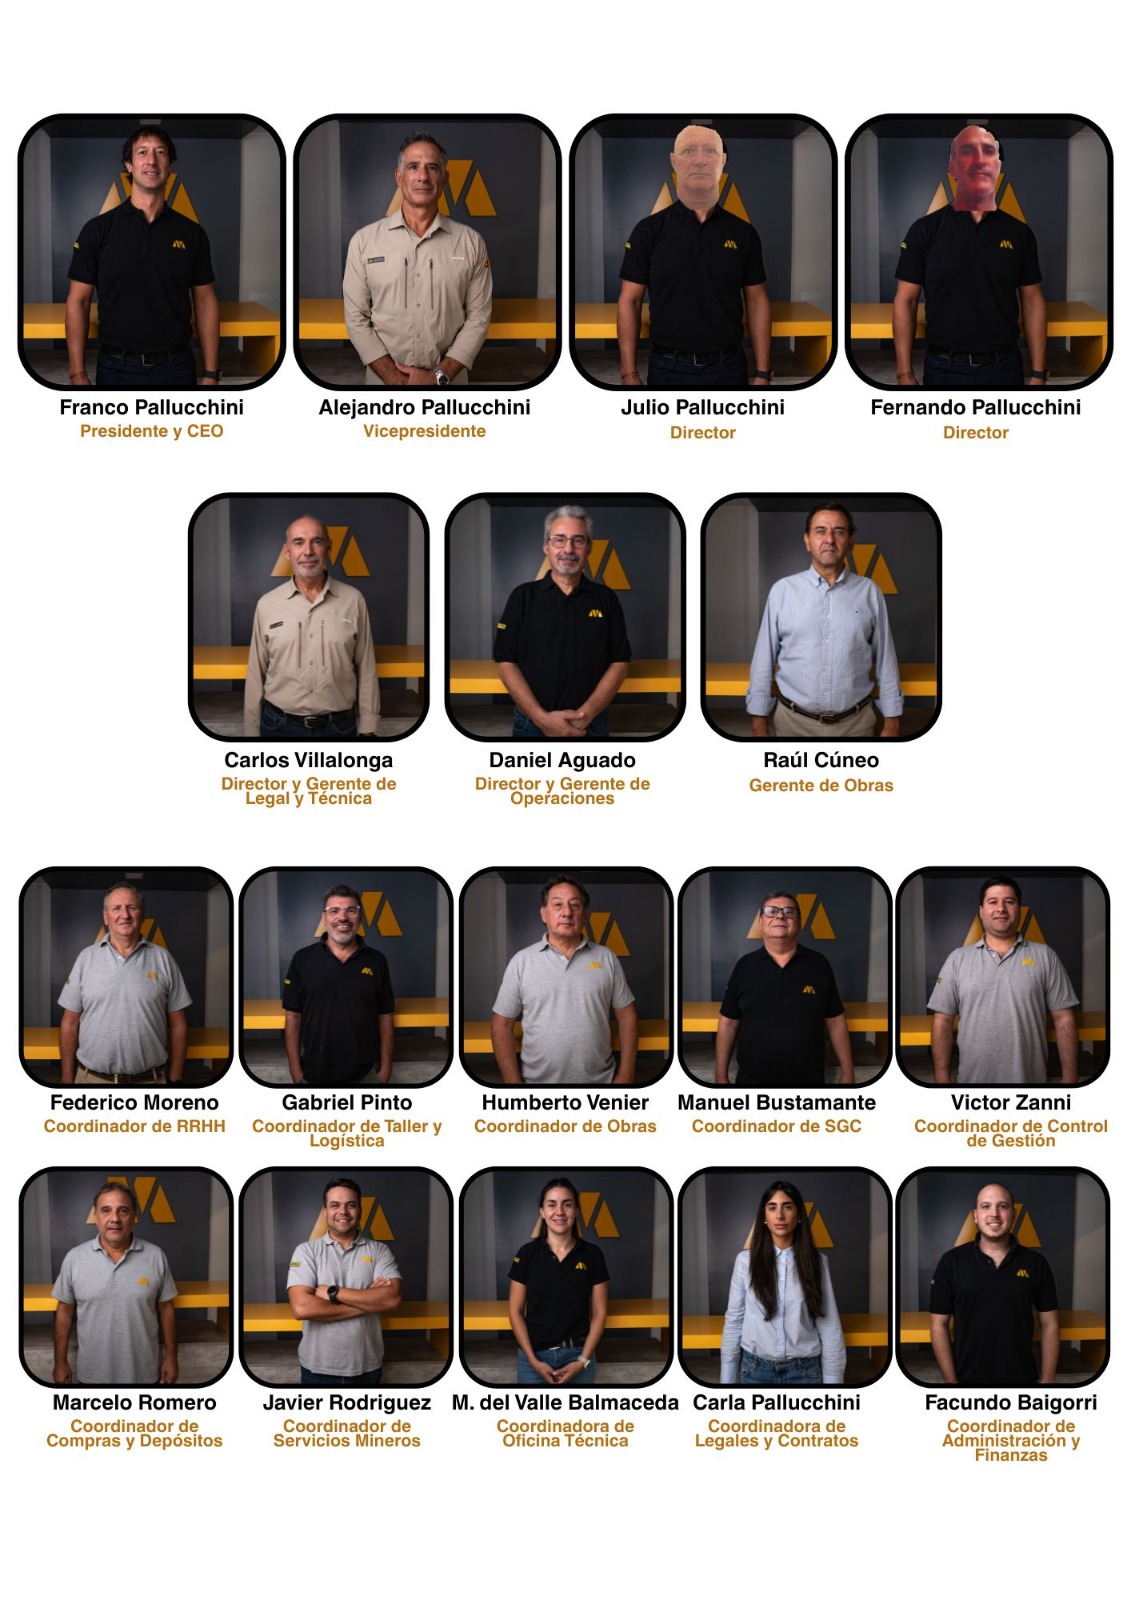 Franco Pallucchini
Presidente y CEO
Alejandro Pallucchini
Vicepresidente
Julio Pallucchini
Director
Fernando Pallucchini
Director
Carlos Villalonga
Director y Gerente de
Legal y Técnica
Daniel Aguado
Director y Gerente de
Operaciones
Raúl Cúneo
Gerente de Obras
Federico Moreno
Coordinador de RRHH
Gabriel Pinto
Coordinador de Taller y
Logística
Humberto Venier
Coordinador de Obras
Manuel Bustamante
Coordinador de SGC
Victor Zanni
Coordinador de Control
de Gestión
Marcelo Romero
Coordinador de
Compras y Depósitos
Javier Rodriguez
Coordinador de
Servicios Mineros
M. del Valle Balmaceda
Coordinadora de
Oficina Técnica
Carla Pallucchini
Coordinadora de
Legales y Contratos
Facundo Baigorri
Coordinador de
Administración y
Finanzas